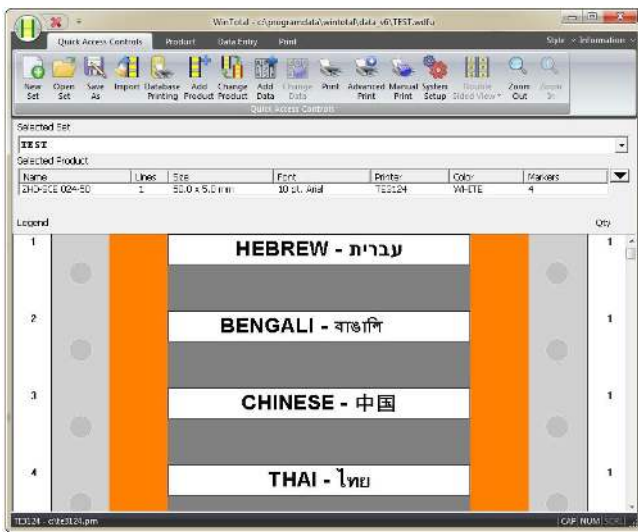 WinTotal - c:\programdata\wintotal\data_v6\TEST.wdfu
Quick Access Controls Product Data Entry Print Style Information
New Set Open Set Save As Import Database Printing Add Product Change Product Add Data Change Data Print Advanced Print Manual Print System Setup Double Sided View Zoom Out Zoom In
Quick Access Controls
Selected Set
TEST
Selected Product
Name Lines Size Font Printer Color Markers
ZHD-SCE 024-50 1 50.0 x 5.0 mm 10 pt. Arial TE3124 WHITE 4
Legend Qty
1 HEBREW - עברית 1
2 BENGALI - বাঙালি 1
3 CHINESE - 中国 1
4 THAI - ไทย 1
TE3124 - c:\te3124.prn CAP NUM SCRL